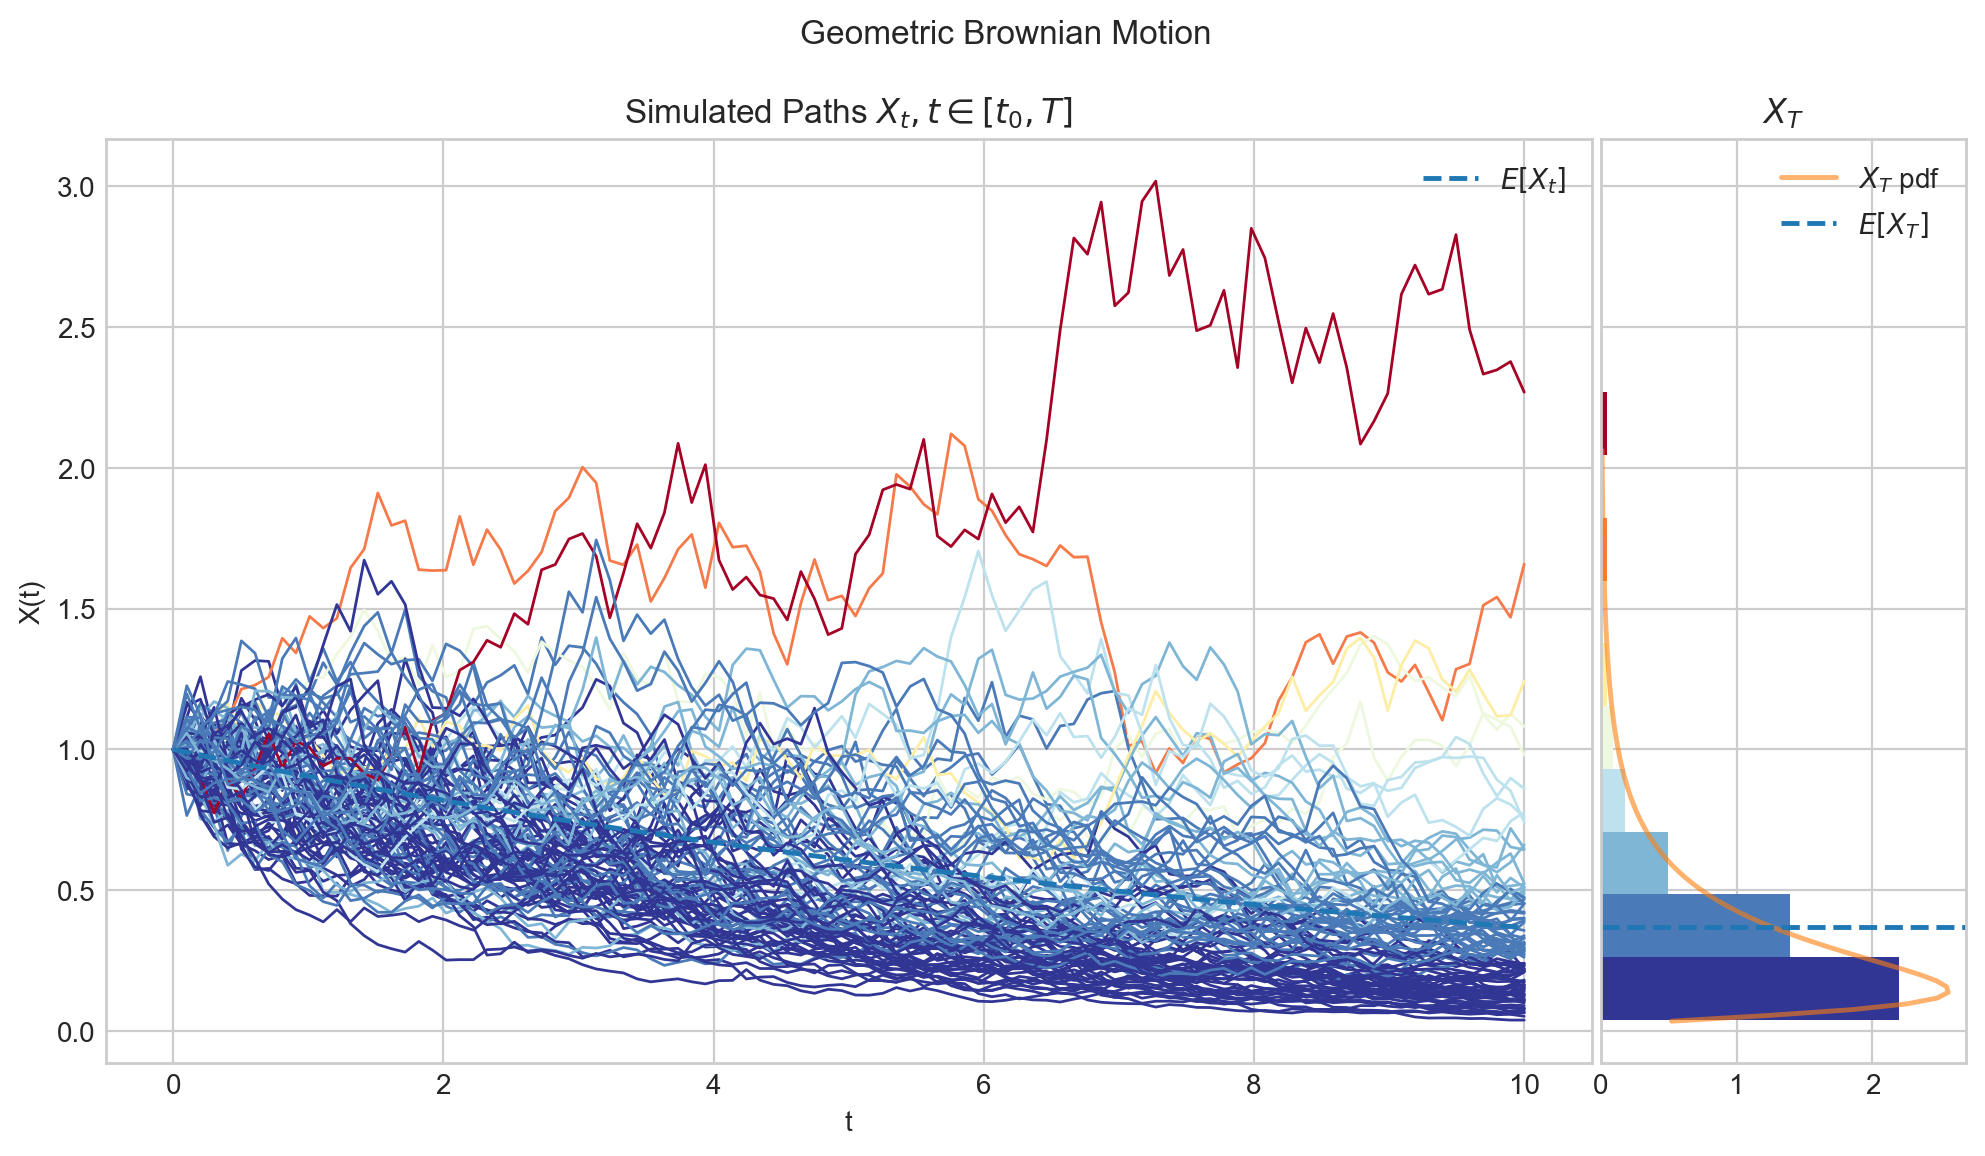 Geometric Brownian Motion
Simulated Paths $X_t, t \in [t_0, T]$
$X_T$
$E[X_t]$
$X_T$ pdf
$E[X_T]$
X(t)
3.0
2.5
2.0
1.5
1.0
0.5
0.0
0 2 4 6 8 10
0 1 2
t